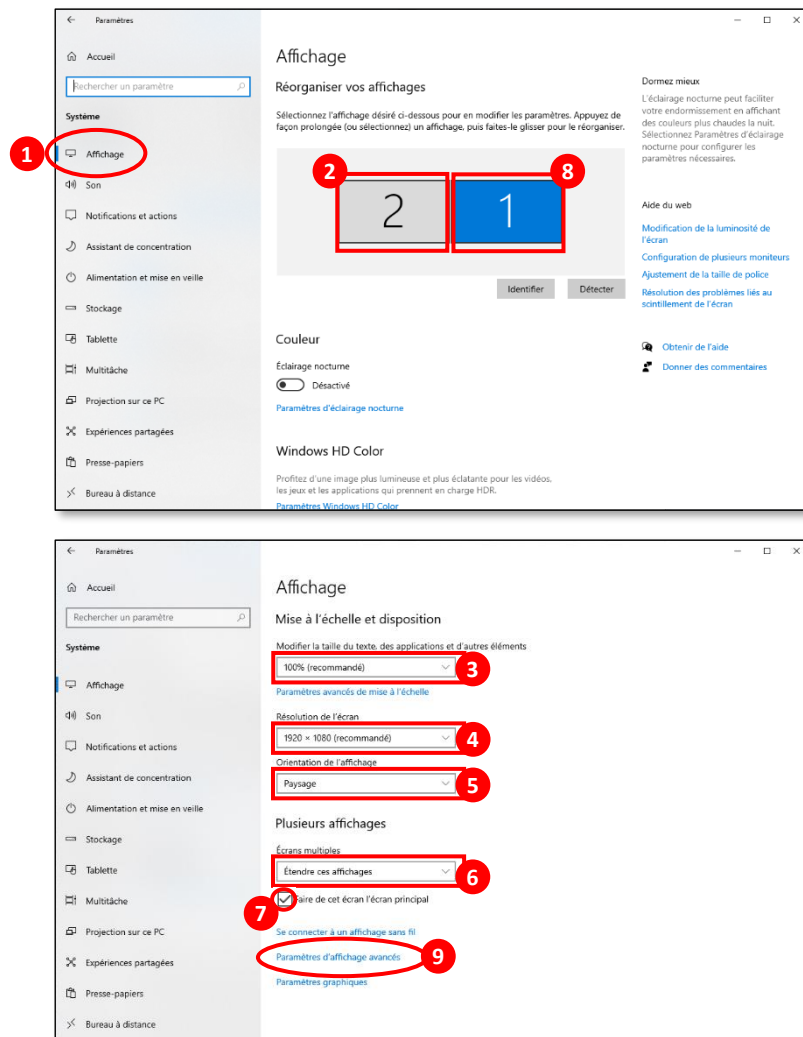 Paramètres
Accueil
Rechercher un paramètre
Système
1
Affichage
Son
Notifications et actions
Assistant de concentration
Alimentation et mise en veille
Stockage
Tablette
Multitâche
Projection sur ce PC
Expériences partagées
Presse-papiers
Bureau à distance
Affichage
Réorganiser vos affichages
Sélectionnez l'affichage désiré ci-dessous pour en modifier les paramètres. Appuyez de
façon prolongée (ou sélectionnez) un affichage, puis faites-le glisser pour le réorganiser.
2
8
2
1
Identifier
Détecter
Couleur
Éclairage nocturne
Désactivé
Paramètres d'éclairage nocturne
Windows HD Color
Profitez d'une image plus lumineuse et plus éclatante pour les vidéos,
les jeux et les applications qui prennent en charge HDR.
Paramètres Windows HD Color
Dormez mieux
L'éclairage nocturne peut faciliter
votre endormissement en affichant
des couleurs plus chaudes la nuit.
Sélectionnez Paramètres d'éclairage
nocturne pour configurer les
paramètres nécessaires.
Aide du web
Modification de la luminosité de
l'écran
Configuration de plusieurs moniteurs
Ajustement de la taille de police
Résolution des problèmes liés au
scintillement de l'écran
Obtenir de l'aide
Donner des commentaires
Paramètres
Accueil
Rechercher un paramètre
Système
Affichage
Son
Notifications et actions
Assistant de concentration
Alimentation et mise en veille
Stockage
Tablette
Multitâche
Projection sur ce PC
Expériences partagées
Presse-papiers
Bureau à distance
Affichage
Mise à l'échelle et disposition
Modifier la taille du texte, des applications et d'autres éléments
100% (recommandé)
3
Paramètres avancés de mise à l'échelle
Résolution de l'écran
1920 × 1080 (recommandé)
4
Orientation de l'affichage
Paysage
5
Plusieurs affichages
Écrans multiples
Étendre ces affichages
6
Faire de cet écran l'écran principal
7
Se connecter à un affichage sans fil
Paramètres d'affichage avancés
9
Paramètres graphiques